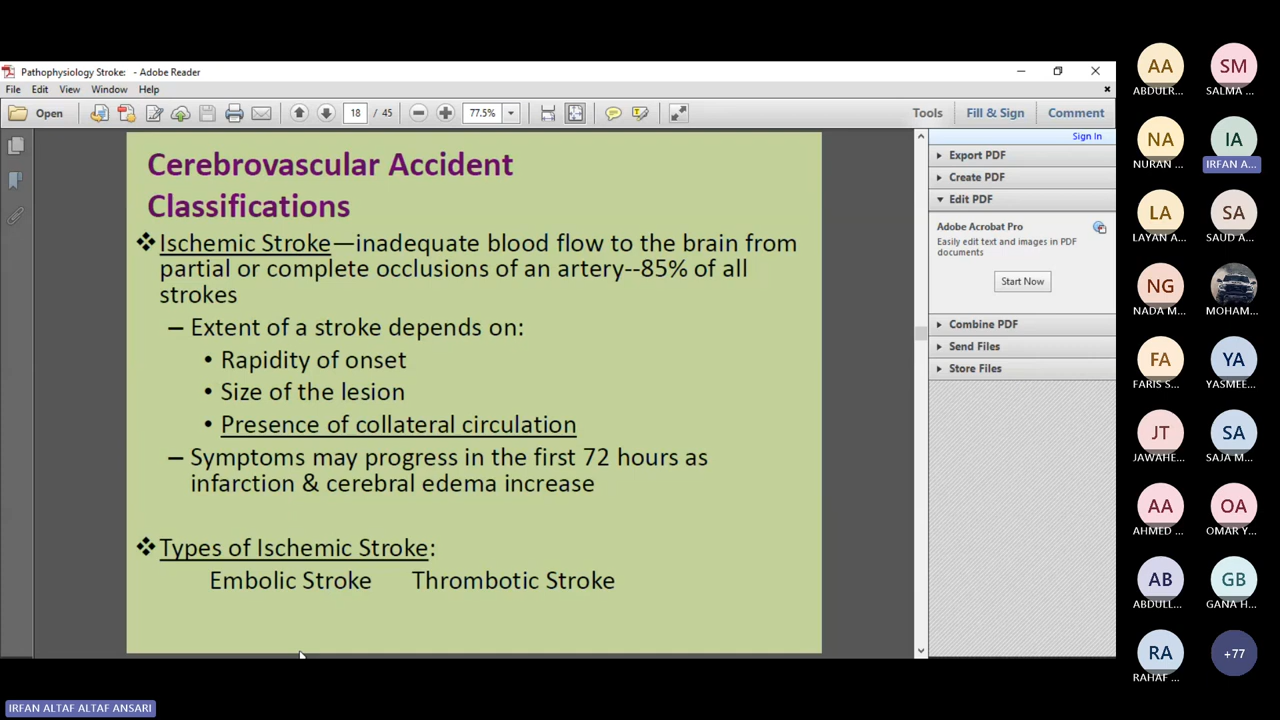 Pathophysiology Stroke:   - Adobe Reader
File Edit View Window Help
Open 18 / 45 77.5% Tools Fill & Sign Comment
Sign In
Cerebrovascular Accident
Classifications
❖Ischemic Stroke—inadequate blood flow to the brain from
partial or complete occlusions of an artery--85% of all
strokes
– Extent of a stroke depends on:
• Rapidity of onset
• Size of the lesion
• Presence of collateral circulation
– Symptoms may progress in the first 72 hours as
infarction & cerebral edema increase
❖Types of Ischemic Stroke:
Embolic Stroke Thrombotic Stroke
Export PDF
Create PDF
Edit PDF
Adobe Acrobat Pro
Easily edit text and images in PDF
documents
Start Now
Combine PDF
Send Files
Store Files
AA SM
ABDULR... SALMA ...
NA IA
NURAN ... IRFAN A...
LA SA
LAYAN A... SAUD A...
NG
NADA M... MOHAM...
FA YA
FARIS S... YASMEE...
JT SA
JAWAHE... SAJA M...
AA OA
AHMED ... OMAR Y...
AB GB
ABDULL... GANA H...
RA +77
RAHAF ...
IRFAN ALTAF ALTAF ANSARI